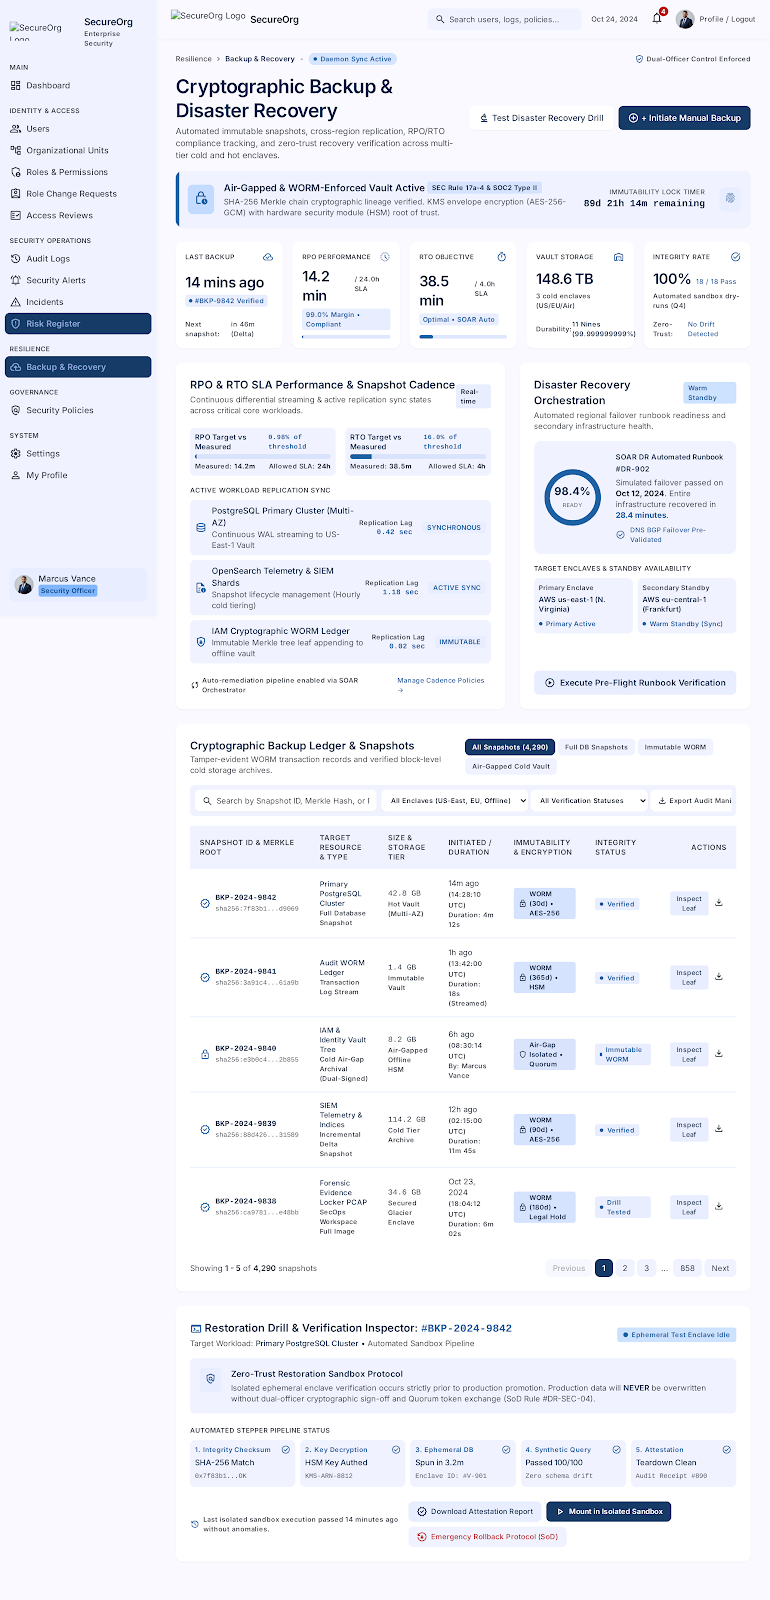 SecureOrg Logo
SecureOrg
Enterprise
Security
MAIN
Dashboard
IDENTITY & ACCESS
Users
Organizational Units
Roles & Permissions
Role Change Requests
Access Reviews
SECURITY OPERATIONS
Audit Logs
Security Alerts
Incidents
Risk Register
RESILIENCE
Backup & Recovery
GOVERNANCE
Security Policies
SYSTEM
Settings
My Profile
Marcus Vance
Security Officer
SecureOrg Logo SecureOrg
Search users, logs, policies...
Oct 24, 2024
4
Profile / Logout
Resilience > Backup & Recovery • Daemon Sync Active
Dual-Officer Control Enforced
Cryptographic Backup &
Disaster Recovery
Automated immutable snapshots, cross-region replication, RPO/RTO
compliance tracking, and zero-trust recovery verification across multi-
tier cold and hot enclaves.
Test Disaster Recovery Drill
+ Initiate Manual Backup
Air-Gapped & WORM-Enforced Vault Active SEC Rule 17a-4 & SOC2 Type II
SHA-256 Merkle chain cryptographic lineage verified. KMS envelope encryption (AES-256-
GCM) with hardware security module (HSM) root of trust.
IMMUTABILITY LOCK TIMER
89d 21h 14m remaining
LAST BACKUP
14 mins ago
#BKP-9842 Verified
Next
snapshot:
in 46m
(Delta)
RPO PERFORMANCE
14.2
min
/ 24.0h
SLA
99.0% Margin •
Compliant
RTO OBJECTIVE
38.5
min
/ 4.0h
SLA
Optimal • SOAR Auto
VAULT STORAGE
148.6 TB
3 cold enclaves
(US/EU/Air)
Durability:
11 Nines
(99.999999999%)
INTEGRITY RATE
100% 18 / 18 Pass
Automated sandbox dry-
runs (Q4)
Zero-
Trust:
No Drift
Detected
RPO & RTO SLA Performance & Snapshot Cadence
Real-
time
Continuous differential streaming & active replication sync states
across critical core workloads.
RPO Target vs
Measured
0.98% of
threshold
Measured: 14.2m
Allowed SLA: 24h
RTO Target vs
Measured
16.0% of
threshold
Measured: 38.5m
Allowed SLA: 4h
ACTIVE WORKLOAD REPLICATION SYNC
PostgreSQL Primary Cluster (Multi-
AZ)
Continuous WAL streaming to US-
East-1 Vault
Replication Lag
0.42 sec
SYNCHRONOUS
OpenSearch Telemetry & SIEM
Shards
Snapshot lifecycle management (Hourly
cold tiering)
Replication Lag
1.18 sec
ACTIVE SYNC
IAM Cryptographic WORM Ledger
Immutable Merkle tree leaf appending to
offline vault
Replication Lag
0.02 sec
IMMUTABLE
Auto-remediation pipeline enabled via SOAR
Orchestrator
Manage Cadence Policies
→
Disaster Recovery
Orchestration
Warm
Standby
Automated regional failover runbook readiness and
secondary infrastructure health.
98.4%
READY
SOAR DR Automated Runbook
#DR-902
Simulated failover passed on
Oct 12, 2024. Entire
infrastructure recovered in
28.4 minutes.
DNS BGP Failover Pre-
Validated
TARGET ENCLAVES & STANDBY AVAILABILITY
Primary Enclave
AWS us-east-1 (N.
Virginia)
Primary Active
Secondary Standby
AWS eu-central-1
(Frankfurt)
Warm Standby (Sync)
Execute Pre-Flight Runbook Verification
Cryptographic Backup Ledger & Snapshots
Tamper-evident WORM transaction records and verified block-level
cold storage archives.
All Snapshots (4,290)
Full DB Snapshots
Immutable WORM
Air-Gapped Cold Vault
Search by Snapshot ID, Merkle Hash, or I
All Enclaves (US-East, EU, Offline)
All Verification Statuses
Export Audit Mani
SNAPSHOT ID & MERKLE
ROOT
TARGET
RESOURCE
& TYPE
SIZE &
STORAGE
TIER
INITIATED /
DURATION
IMMUTABILITY
& ENCRYPTION
INTEGRITY
STATUS
ACTIONS
BKP-2024-9842
sha256:7f83b1...d9069
Primary
PostgreSQL
Cluster
Full Database
Snapshot
42.8 GB
Hot Vault
(Multi-AZ)
14m ago
(14:28:10
UTC)
Duration: 4m
12s
WORM
(30d) •
AES-256
Verified
Inspect
Leaf
BKP-2024-9841
sha256:3a91c4...61a9b
Audit WORM
Ledger
Transaction
Log Stream
1.4 GB
Immutable
Vault
1h ago
(13:42:00
UTC)
Duration:
18s
(Streamed)
WORM
(365d) •
HSM
Verified
Inspect
Leaf
BKP-2024-9840
sha256:e3b0c4...2b855
IAM &
Identity Vault
Tree
Cold Air-Gap
Archival
(Dual-Signed)
8.2 GB
Air-Gapped
Offline
HSM
6h ago
(08:30:14
UTC)
By: Marcus
Vance
Air-Gap
Isolated •
Quorum
Immutable
WORM
Inspect
Leaf
BKP-2024-9839
sha256:88d426...31589
SIEM
Telemetry &
Indices
Incremental
Delta
Snapshot
114.2 GB
Cold Tier
Archive
12h ago
(02:15:00
UTC)
Duration:
11m 45s
WORM
(90d) •
AES-256
Verified
Inspect
Leaf
BKP-2024-9838
sha256:ca9781...e48bb
Forensic
Evidence
Locker PCAP
SecOps
Workspace
Full Image
34.6 GB
Secured
Glacier
Enclave
Oct 23,
2024
(18:04:12
UTC)
Duration: 6m
02s
WORM
(180d) •
Legal Hold
Drill
Tested
Inspect
Leaf
Showing 1 - 5 of 4,290 snapshots
Previous 1 2 3 ... 858 Next
Restoration Drill & Verification Inspector: #BKP-2024-9842
Target Workload: Primary PostgreSQL Cluster • Automated Sandbox Pipeline
Ephemeral Test Enclave Idle
Zero-Trust Restoration Sandbox Protocol
Isolated ephemeral enclave verification occurs strictly prior to production promotion. Production data will NEVER be overwritten
without dual-officer cryptographic sign-off and Quorum token exchange (SoD Rule #DR-SEC-04).
AUTOMATED STEPPER PIPELINE STATUS
1. Integrity Checksum
SHA-256 Match
0x7f83b1...OK
2. Key Decryption
HSM Key Authed
KMS-ARN-8812
3. Ephemeral DB
Spun in 3.2m
Enclave ID: #V-901
4. Synthetic Query
Passed 100/100
Zero schema drift
5. Attestation
Teardown Clean
Audit Receipt #890
Last isolated sandbox execution passed 14 minutes ago
without anomalies.
Download Attestation Report
Mount in Isolated Sandbox
Emergency Rollback Protocol (SoD)